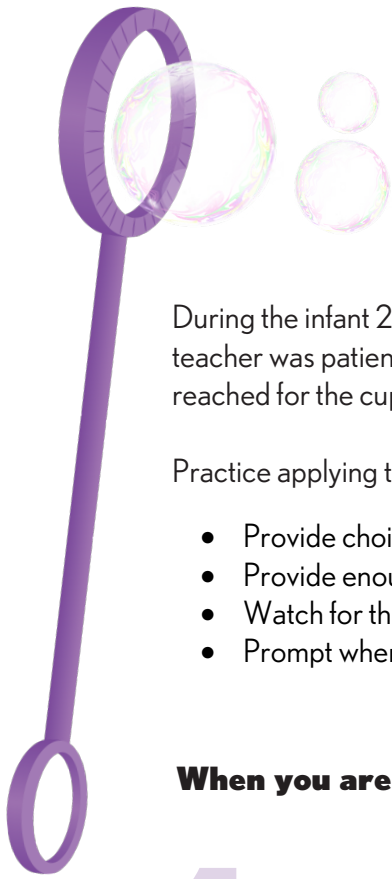 During the infant 2
teacher was patien
reached for the cup
Practice applying t
• Provide choi
• Provide enou
• Watch for th
• Prompt when
When you are